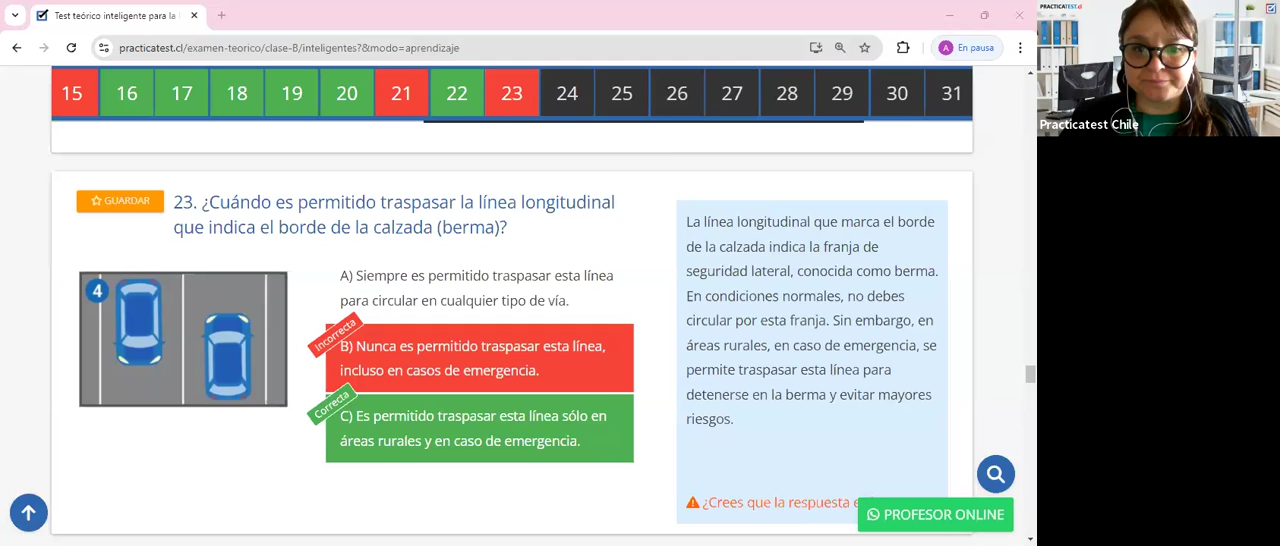 Test teórico inteligente para la
practicatest.cl/examen-teorico/clase-B/inteligentes?&modo=aprendizaje
A
En pausa
15 16 17 18 19 20 21 22 23 24 25 26 27 28 29 30 31
GUARDAR
23. ¿Cuándo es permitido traspasar la línea longitudinal
que indica el borde de la calzada (berma)?
4
A) Siempre es permitido traspasar esta línea
para circular en cualquier tipo de vía.
Incorrecta
B) Nunca es permitido traspasar esta línea,
incluso en casos de emergencia.
Correcta
C) Es permitido traspasar esta línea sólo en
áreas rurales y en caso de emergencia.
La línea longitudinal que marca el borde
de la calzada indica la franja de
seguridad lateral, conocida como berma.
En condiciones normales, no debes
circular por esta franja. Sin embargo, en
áreas rurales, en caso de emergencia, se
permite traspasar esta línea para
detenerse en la berma y evitar mayores
riesgos.
¿Crees que la respuesta
PROFESOR ONLINE
PRACTICATEST.cl
Practicatest Chile